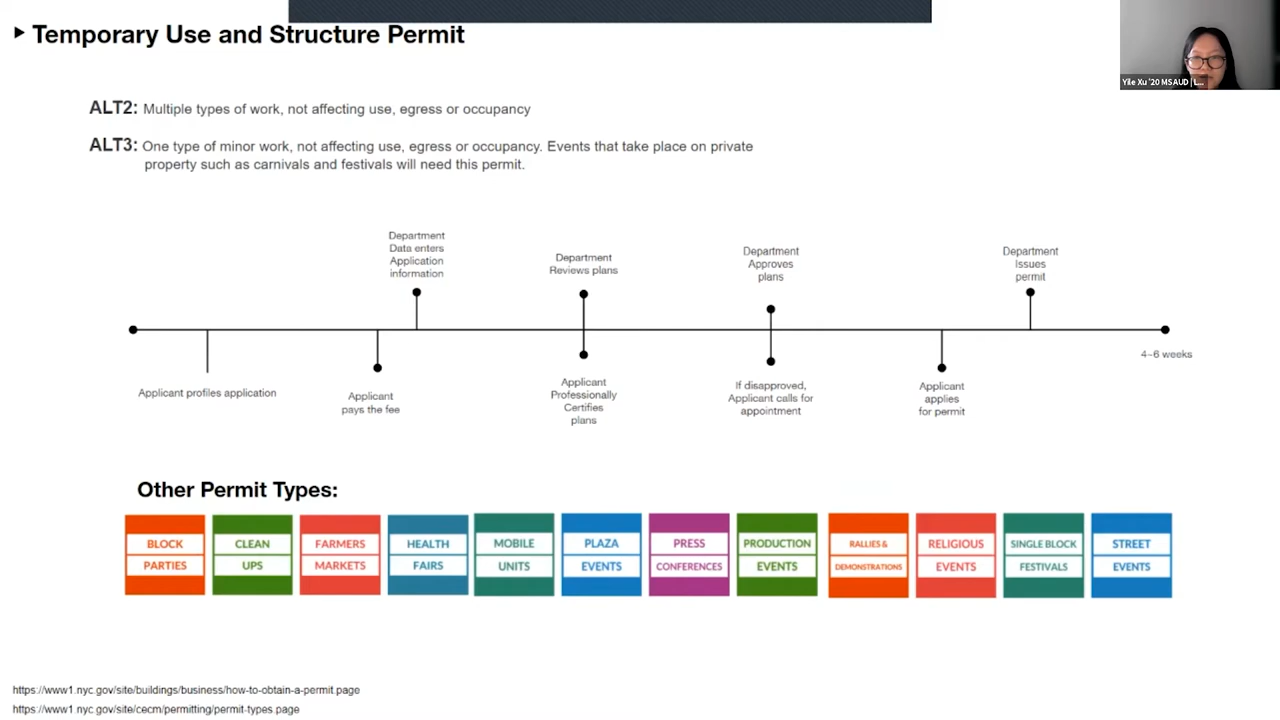 Temporary Use and Structure Permit
Yile Xu '20 MSAUD | L...
ALT2: Multiple types of work, not affecting use, egress or occupancy
ALT3: One type of minor work, not affecting use, egress or occupancy. Events that take place on private
property such as carnivals and festivals will need this permit.
Department
Data enters
Application
information
Department
Reviews plans
Department
Approves
plans
Department
Issues
permit
4~6 weeks
Applicant profiles application
Applicant
pays the fee
Applicant
Professionally
Certifies
plans
If disapproved,
Applicant calls for
appointment
Applicant
applies
for permit
Other Permit Types:
BLOCK
PARTIES
CLEAN
UPS
FARMERS
MARKETS
HEALTH
FAIRS
MOBILE
UNITS
PLAZA
EVENTS
PRESS
CONFERENCES
PRODUCTION
EVENTS
RALLIES &
DEMONSTRATIONS
RELIGIOUS
EVENTS
SINGLE BLOCK
FESTIVALS
STREET
EVENTS
https://www1.nyc.gov/site/buildings/business/how-to-obtain-a-permit.page
https://www1.nyc.gov/site/cecm/permitting/permit-types.page